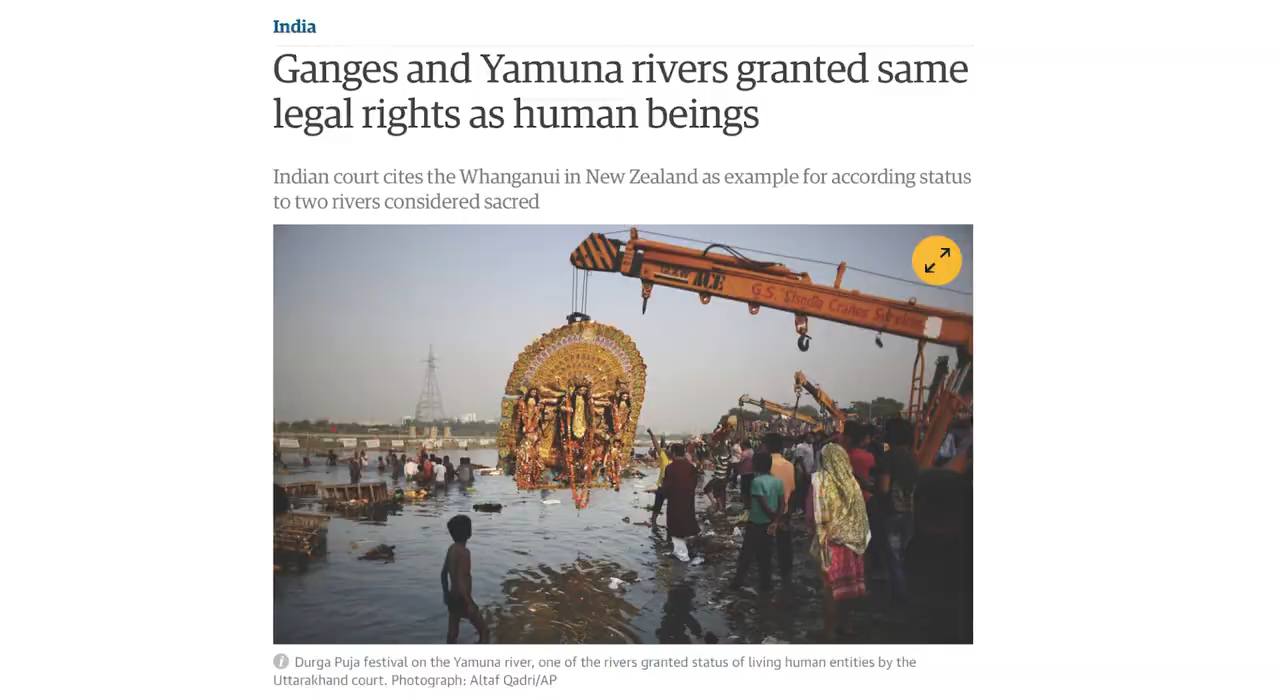 India
Ganges and Yamuna rivers granted same
legal rights as human beings
Indian court cites the Whanganui in New Zealand as example for according status
to two rivers considered sacred
ACE
G.S. Cranes
i Durga Puja festival on the Yamuna river, one of the rivers granted status of living human entities by the
Uttarakhand court. Photograph: Altaf Qadri/AP